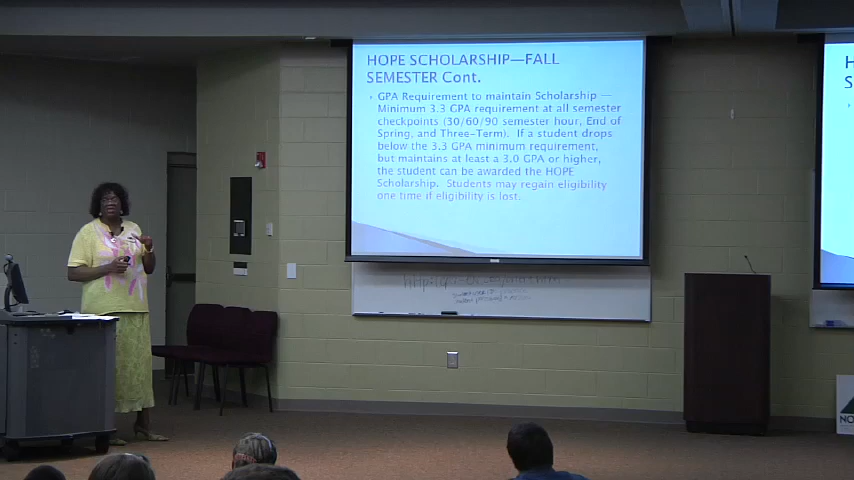 HOPE SCHOLARSHIP—FALL
SEMESTER Cont.
GPA Requirement to maintain Scholarship —
Minimum 3.3 GPA requirement at all semester
checkpoints (30/60/90 semester hour, End of
Spring, and Three-Term). If a student drops
below the 3.3 GPA minimum requirement,
but maintains at least a 3.0 GPA or higher,
the student can be awarded the HOPE
Scholarship. Students may regain eligibility
one time if eligibility is lost.
H
S
NO